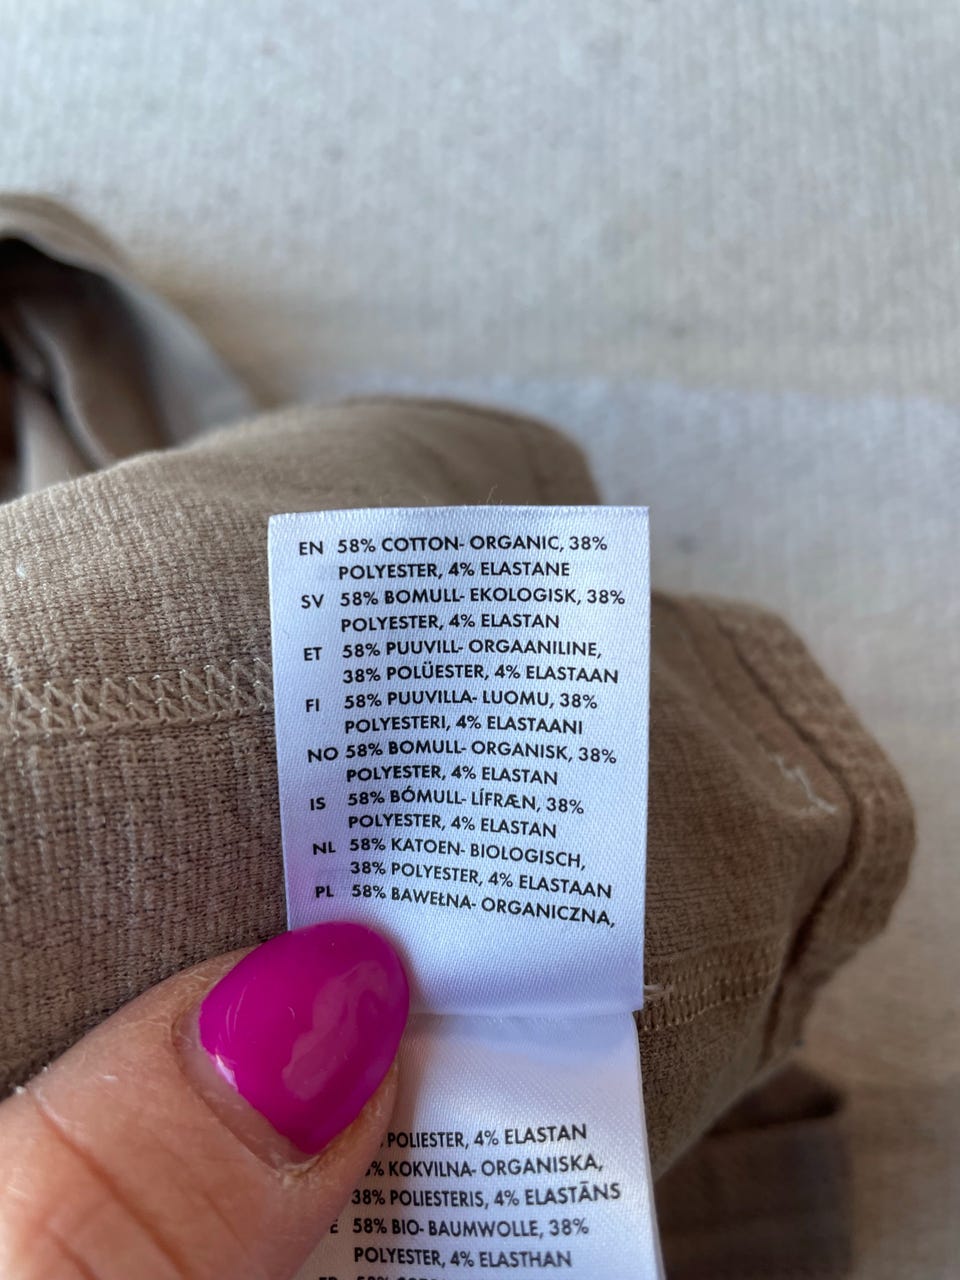 EN 58% COTTON- ORGANIC, 38%
POLYESTER, 4% ELASTANE
SV 58% BOMULL- EKOLOGISK, 38%
POLYESTER, 4% ELASTAN
ET 58% PUUVILL- ORGAANILINE,
38% POLÜESTER, 4% ELASTAAN
FI 58% PUUVILLA- LUOMU, 38%
POLYESTERI, 4% ELASTAANI
NO 58% BOMULL- ORGANISK, 38%
POLYESTER, 4% ELASTAN
IS 58% BÓMULL- LÍFRÆN, 38%
POLYESTER, 4% ELASTAN
NL 58% KATOEN- BIOLOGISCH,
38% POLYESTER, 4% ELASTAAN
PL 58% BAWEŁNA- ORGANICZNA,
POLIESTER, 4% ELASTAN
KOKVILNA- ORGANISKA,
38% POLIESTERIS, 4% ELASTĀNS
58% BIO- BAUMWOLLE, 38%
POLYESTER, 4% ELASTHAN